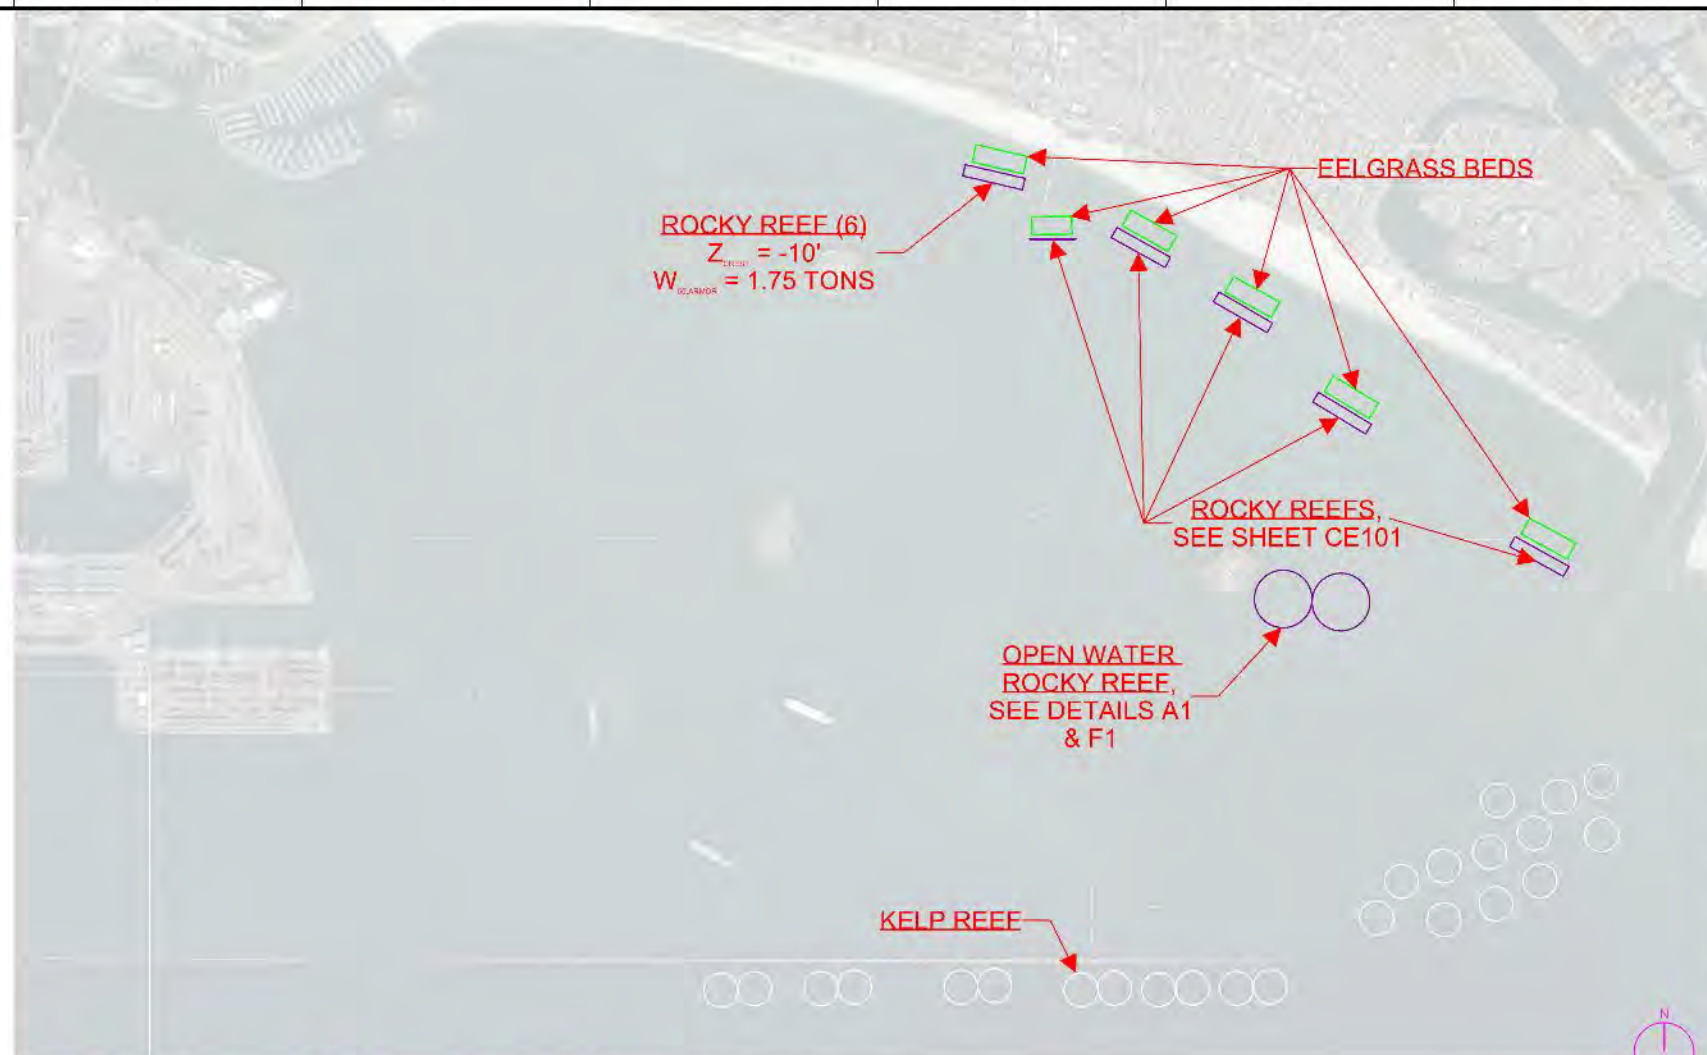 EELGRASS BEDS
ROCKY REEF (6)
Z = -10'
W = 1.75 TONS
ROCKY REEFS,
SEE SHEET CE101
OPEN WATER
ROCKY REEF,
SEE DETAILS A1
& F1
KELP REEF
N